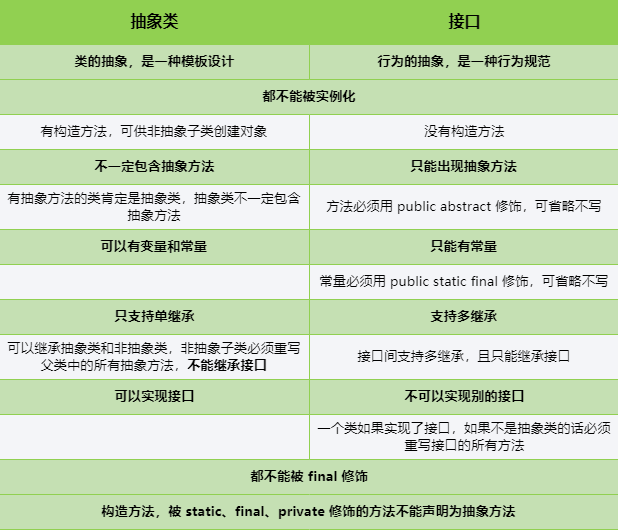 抽象类
接口
类的抽象，是一种模板设计
行为的抽象，是一种行为规范
都不能被实例化
有构造方法，可供非抽象子类创建对象
没有构造方法
不一定包含抽象方法
只能出现抽象方法
有抽象方法的类肯定是抽象类，抽象类不一定包含
抽象方法
方法必须用 public abstract 修饰，可省略不写
可以有变量和常量
只能有常量
常量必须用 public static final 修饰，可省略不写
只支持单继承
支持多继承
可以继承抽象类和非抽象类，非抽象子类必须重写
父类中的所有抽象方法，不能继承接口
接口间支持多继承，且只能继承接口
可以实现接口
不可以实现别的接口
一个类如果实现了接口，如果不是抽象类的话必须
重写接口的所有方法
都不能被 final 修饰
构造方法，被 static、final、private 修饰的方法不能声明为抽象方法